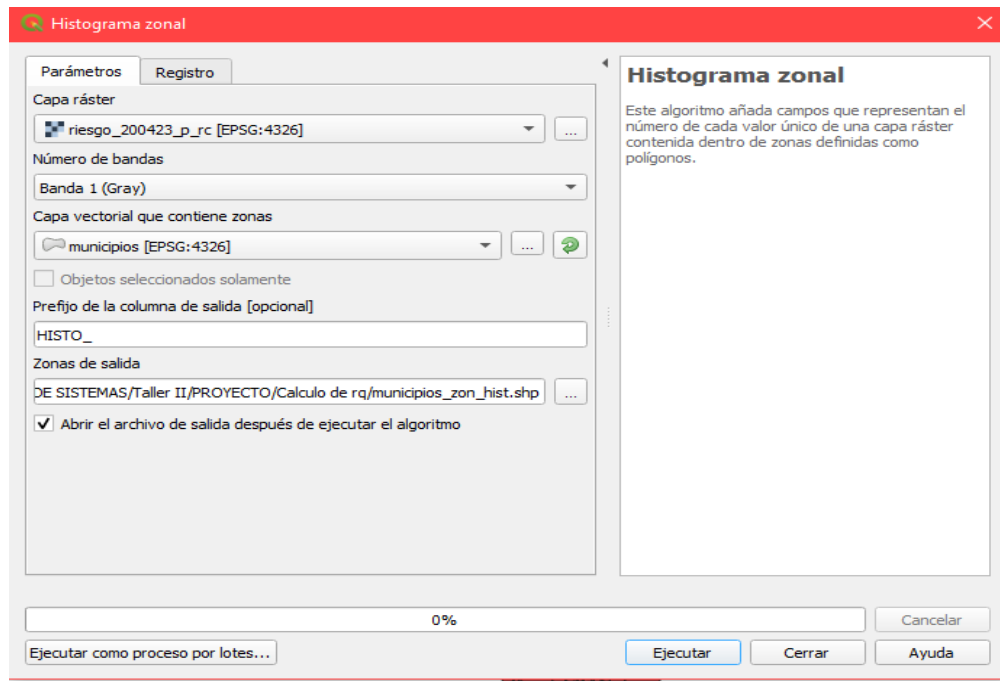 Histograma zonal
Parámetros
Registro
Capa ráster
riesgo_200423_p_rc [EPSG:4326]
...
Número de bandas
Banda 1 (Gray)
Capa vectorial que contiene zonas
municipios [EPSG:4326]
...
Objetos seleccionados solamente
Prefijo de la columna de salida [opcional]
HISTO_
Zonas de salida
DE SISTEMAS/Taller II/PROYECTO/Calculo de rq/municipios_zon_hist.shp
...
Abrir el archivo de salida después de ejecutar el algoritmo
Histograma zonal
Este algoritmo añada campos que representan el
número de cada valor único de una capa ráster
contenida dentro de zonas definidas como
polígonos.
0%
Cancelar
Ejecutar como proceso por lotes...
Ejecutar
Cerrar
Ayuda